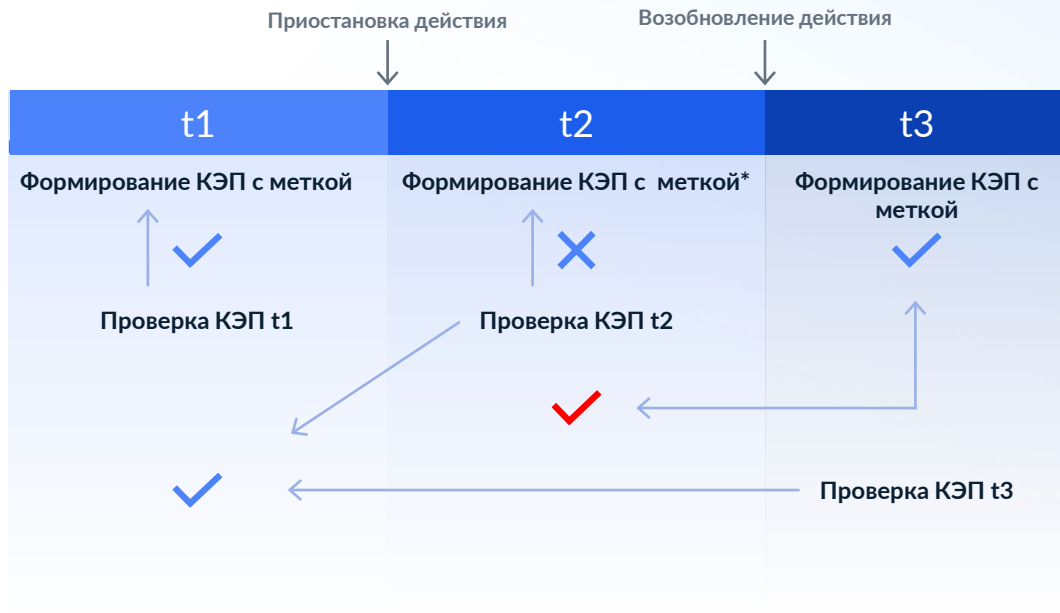 Приостановка действия
Возобновление действия
t1
t2
t3
Формирование КЭП с меткой
Формирование КЭП с меткой*
Формирование КЭП с
меткой
Проверка КЭП t1
Проверка КЭП t2
Проверка КЭП t3